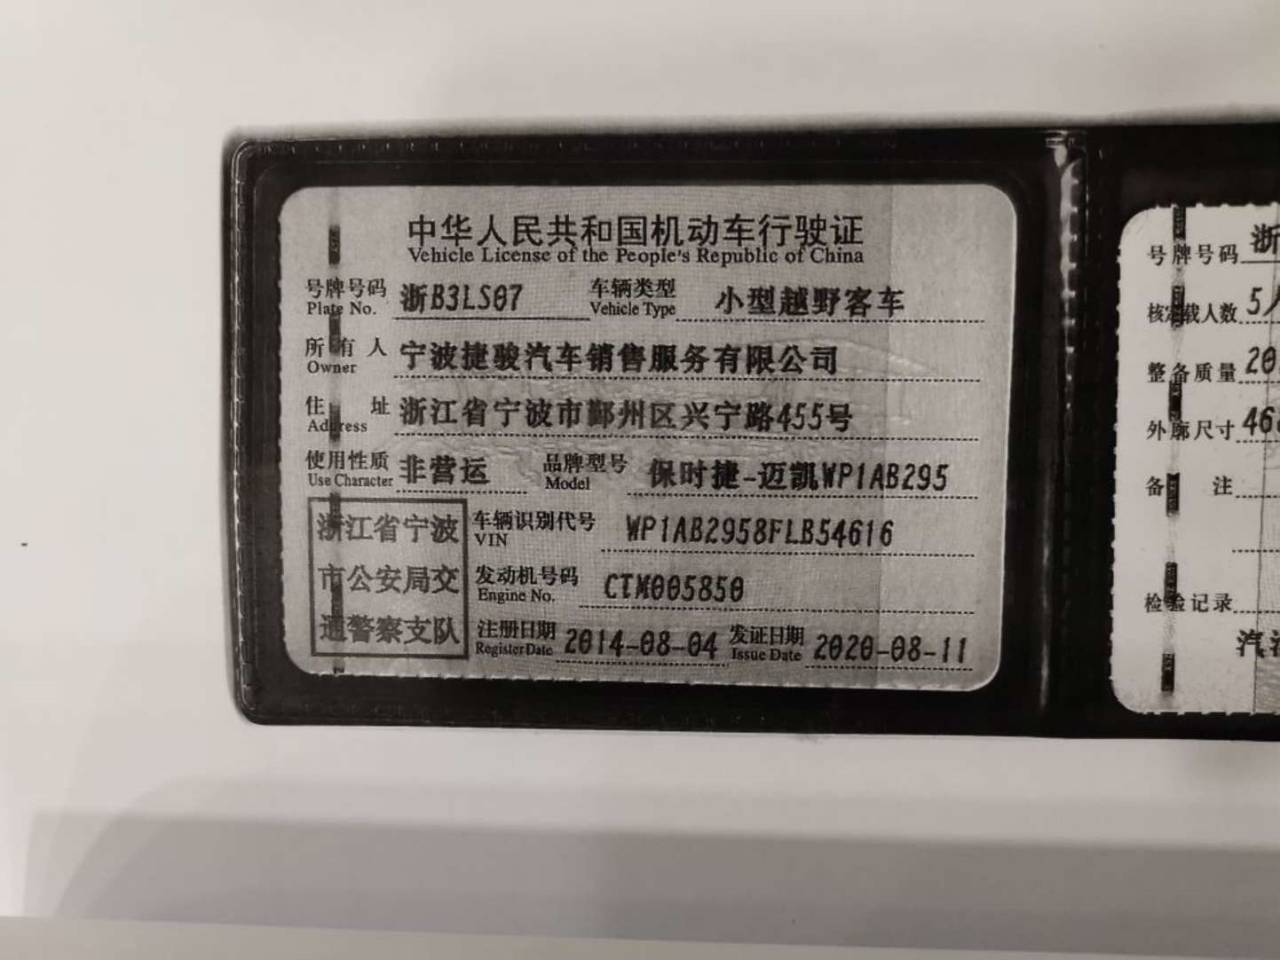 中华人民共和国机动车行驶证
Vehicle License of the People's Republic of China
号牌号码 浙B3LS07 车辆类型 小型越野客车
Plate No. Vehicle Type
所有人 宁波捷骏汽车销售服务有限公司
Owner
住址 浙江省宁波市鄞州区兴宁路455号
Address
使用性质 非营运 品牌型号 保时捷-迈凯WP1AB295
Use Character Model
浙江省宁波
市公安局交
通警察支队
车辆识别代号 WP1AB2958FLB54616
VIN
发动机号码 CTM005850
Engine No.
注册日期 2014-08-04 发证日期 2020-08-11
Register Date Issue Date
号牌号码 浙
核定载人数 5人
整备质量 20
外廓尺寸 46
备注
检验记录
汽